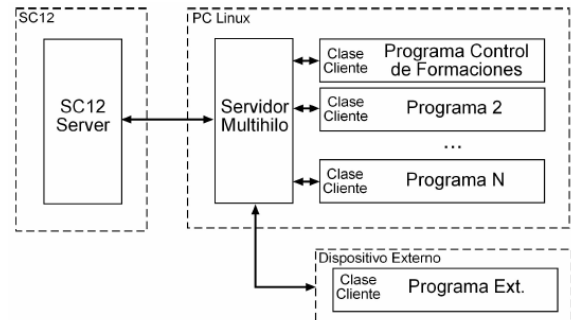 SC12
SC12
Server
PC Linux
Servidor
Multihilo
Clase
Cliente
Programa Control
de Formaciones
Clase
Cliente
Programa 2
...
Clase
Cliente
Programa N
Dispositivo Externo
Clase
Cliente
Programa Ext.